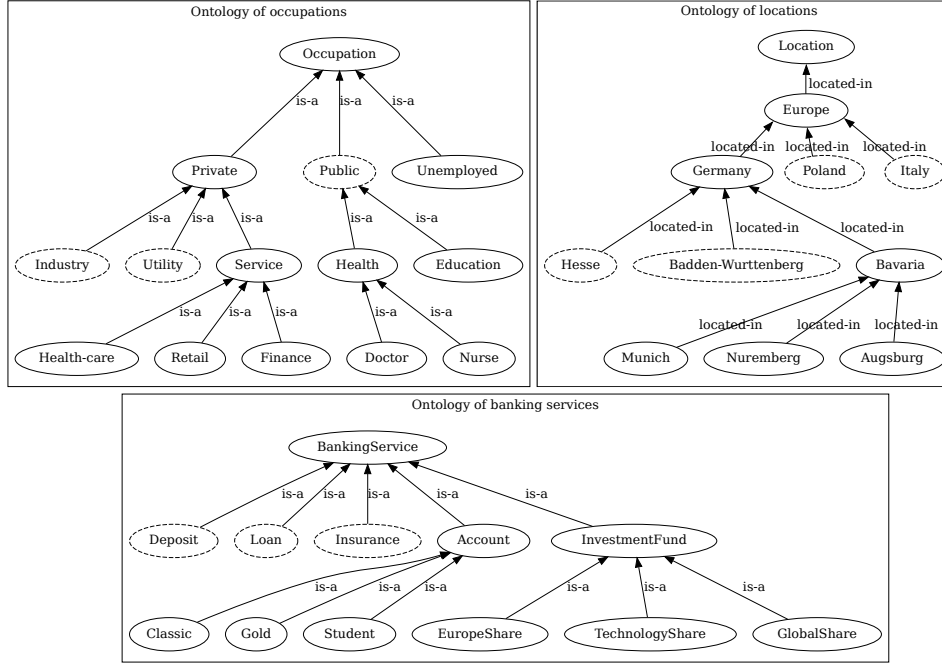 Ontology of occupations
Occupation
is-a
is-a
is-a
Private
Public
Unemployed
is-a
is-a
is-a
is-a
is-a
Industry
Utility
Service
Health
Education
is-a
is-a
is-a
is-a
is-a
Health-care
Retail
Finance
Doctor
Nurse
Ontology of locations
Location
located-in
Europe
located-in
located-in
located-in
Germany
Poland
Italy
located-in
located-in
located-in
Hesse
Badden-Wurttenberg
Bavaria
located-in
located-in
located-in
Munich
Nuremberg
Augsburg
Ontology of banking services
BankingService
is-a
is-a
is-a
is-a
is-a
Deposit
Loan
Insurance
Account
InvestmentFund
is-a
is-a
is-a
is-a
is-a
is-a
Classic
Gold
Student
EuropeShare
TechnologyShare
GlobalShare